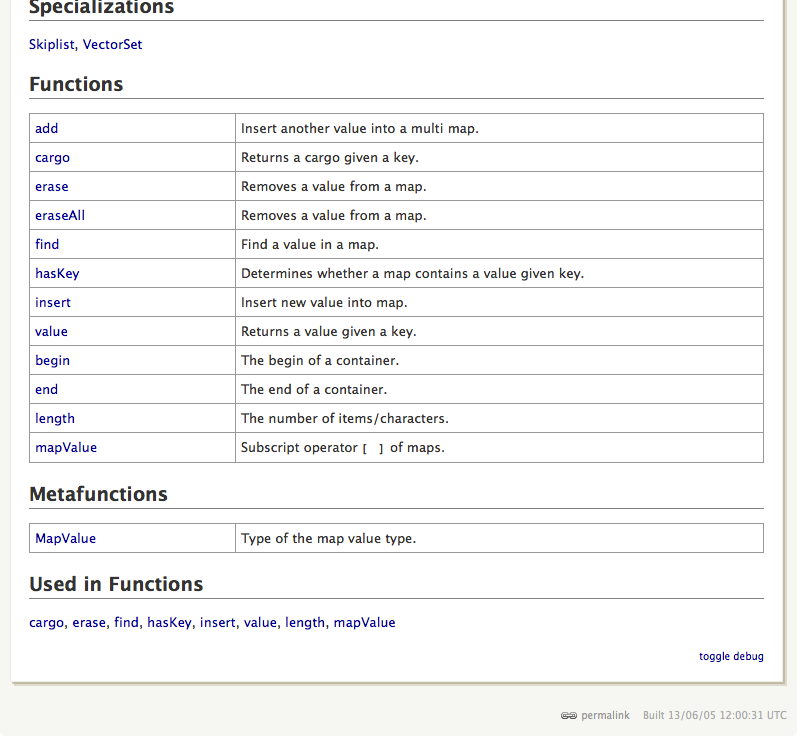 Specializations
Skiplist, VectorSet
Functions
add Insert another value into a multi map.
cargo Returns a cargo given a key.
erase Removes a value from a map.
eraseAll Removes a value from a map.
find Find a value in a map.
hasKey Determines whether a map contains a value given key.
insert Insert new value into map.
value Returns a value given a key.
begin The begin of a container.
end The end of a container.
length The number of items/characters.
mapValue Subscript operator [ ] of maps.
Metafunctions
MapValue Type of the map value type.
Used in Functions
cargo, erase, find, hasKey, insert, value, length, mapValue
toggle debug
permalink Built 13/06/05 12:00:31 UTC